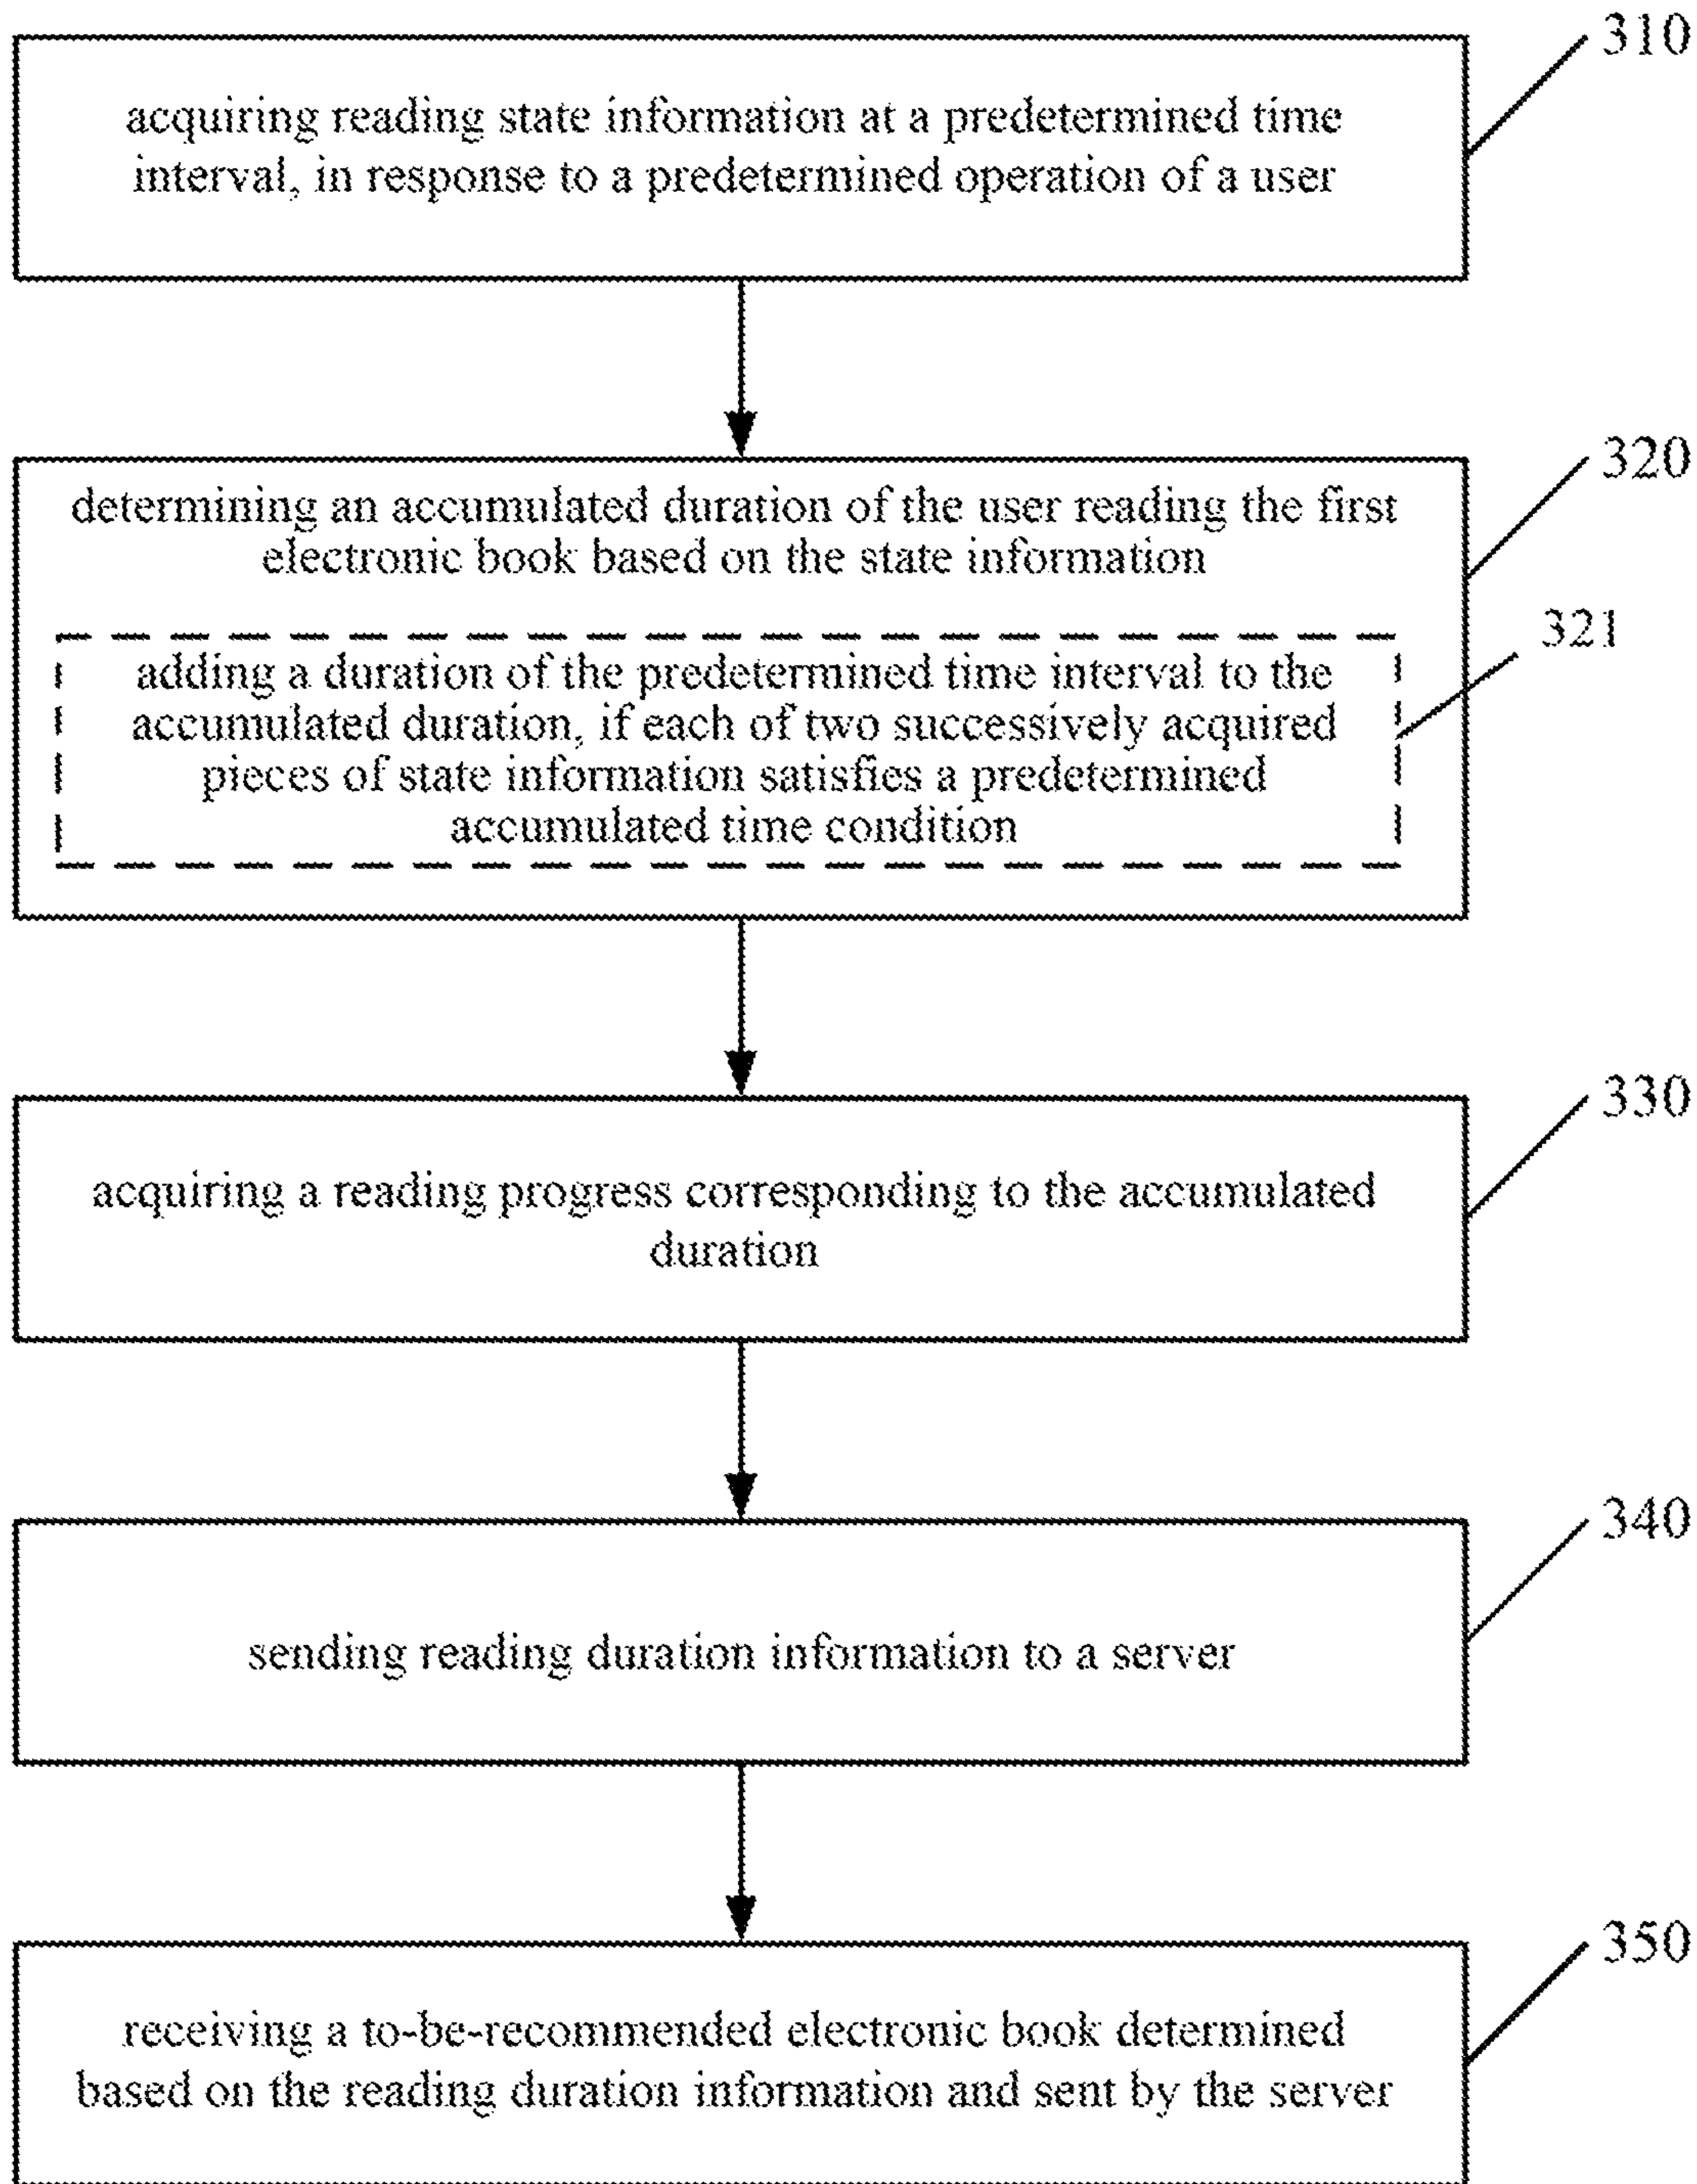 310
acquiring reading state information at a predetermined time
interval, in response to a predetermined operation of a user
320
determining an accumulated duration of the user reading the first
electronic book based on the state information
321
adding a duration of the predetermined time interval to the
accumulated duration, if each of two successively acquired
pieces of state information satisfies a predetermined
accumulated time condition
330
acquiring a reading progress corresponding to the accumulated
duration
340
sending reading duration information to a server
350
receiving a to-be-recommended electronic book determined
based on the reading duration information and sent by the server